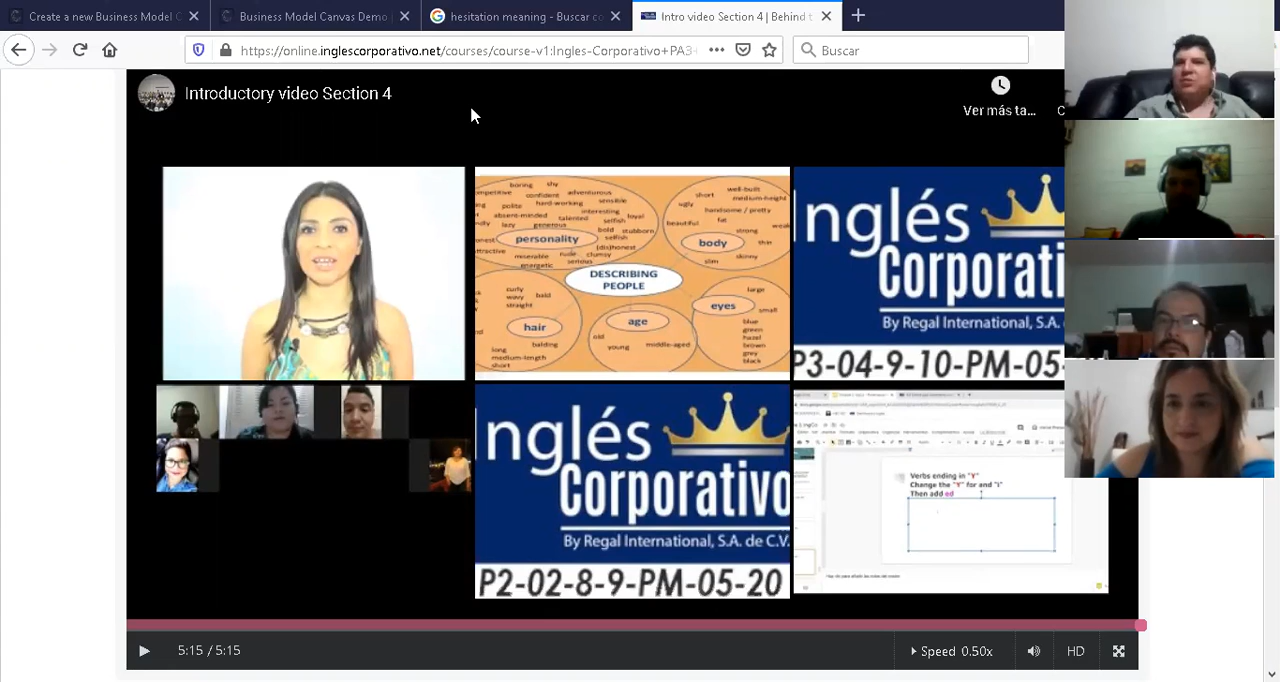 Create a new Business Model C
Business Model Canvas Demo
hesitation meaning - Buscar co
Intro video Section 4 | Behind t
https://online.inglescorporativo.net/courses/course-v1:Ingles-Corporativo+PA3
Buscar
Introductory video Section 4
Ver más ta...
boring shy
confident adventurous
polite hard-working sensible
absent-minded interesting
talented selfish loyal
lazy generous bold stubborn
selfish
personality
(dis)honest
miserable rude clumsy
energetic serious
short well-built
ugly medium-height
handsome / pretty
beautiful fat
strong
body
thin
slim skinny
DESCRIBING
PEOPLE
curly
wavy bald
straight
hair
balding
long
medium-length
short
age
old
young middle-aged
eyes
large
small
blue
green
hazel
brown
grey
black
nglés
Corporativ
By Regal International, S.A.
P3-04-9-10-PM-05-
nglés
Corporativo
By Regal International, S.A. de C.V.
P2-02-8-9-PM-05-20
Verbs ending in "Y"
Change the "Y" for and "i"
Then add ed
5:15 / 5:15
Speed 0.50x
HD